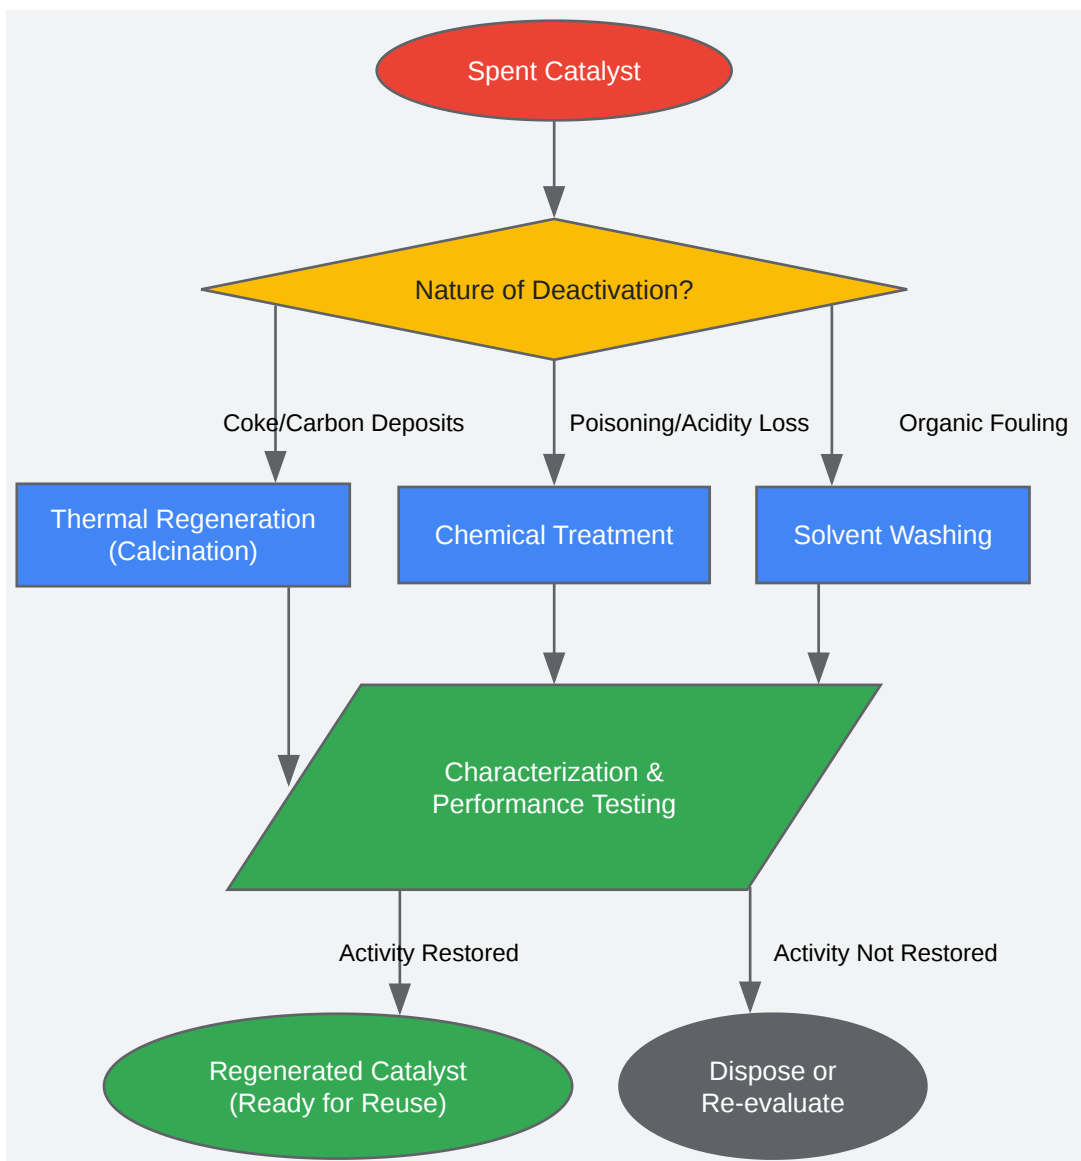 Spent Catalyst
Nature of Deactivation?
Coke/Carbon Deposits
Poisoning/Acidity Loss
Organic Fouling
Thermal Regeneration
(Calcination)
Chemical Treatment
Solvent Washing
Characterization &
Performance Testing
Activity Restored
Activity Not Restored
Regenerated Catalyst
(Ready for Reuse)
Dispose or
Re-evaluate